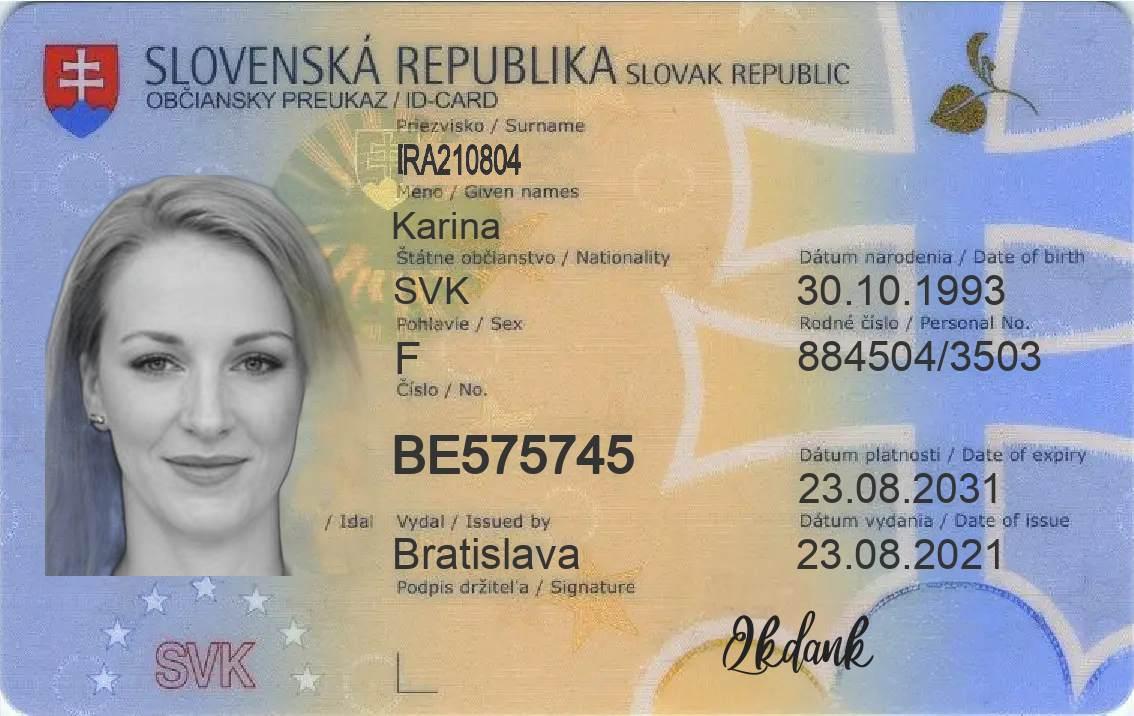 SLOVENSKÁ REPUBLIKA SLOVAK REPUBLIC
OBČIANSKY PREUKAZ / ID-CARD
Priezvisko / Surname
IRA210804
Meno / Given names
Karina
Štátne občianstvo / Nationality
SVK
Dátum narodenia / Date of birth
30.10.1993
Pohlavie / Sex
F
Rodné číslo / Personal No.
884504/3503
Číslo / No.
BE575745
Dátum platnosti / Date of expiry
23.08.2031
/ Idal
Vydal / Issued by
Bratislava
Dátum vydania / Date of issue
23.08.2021
Podpis držiteľa / Signature
SVK